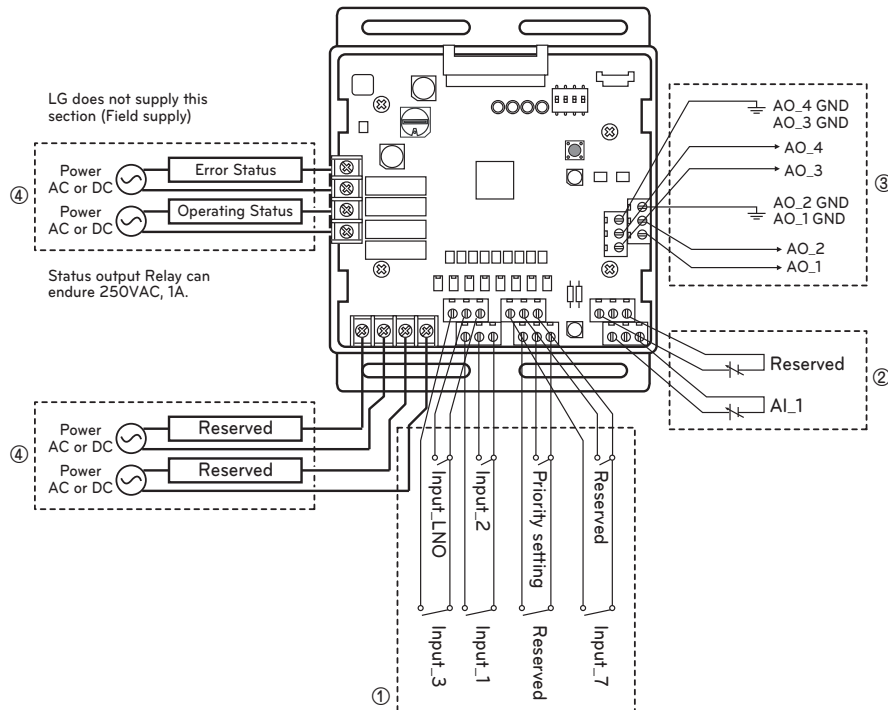 LG does not supply this
section (Field supply)
④
Power
AC or DC
Error Status
Power
AC or DC
Operating Status
Status output Relay can
endure 250VAC, 1A.
AO_4 GND
AO_3 GND
AO_4
AO_3
③
AO_2 GND
AO_1 GND
AO_2
AO_1
Reserved
②
AI_1
④
Power
AC or DC
Reserved
Power
AC or DC
Reserved
Input_LNO
Input_2
Priority setting
Reserved
Input_3
Input_1
Reserved
Input_7
①